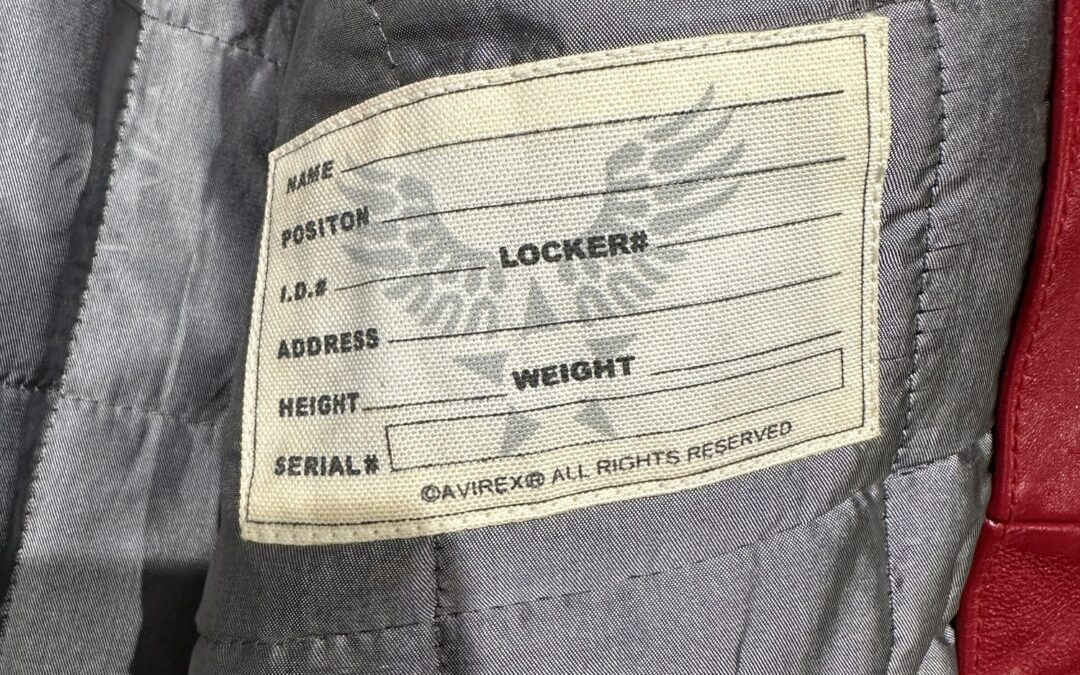 NAME
POSITON
I.D.# LOCKER#
ADDRESS
HEIGHT WEIGHT
SERIAL#
©AVIREX® ALL RIGHTS RESERVED